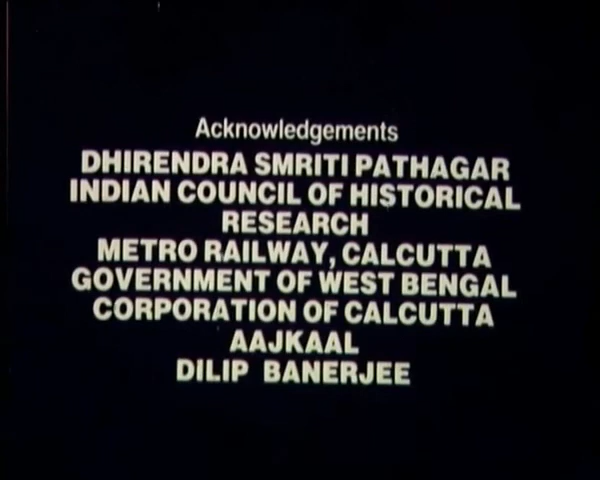 Acknowledgements
DHIRENDRA SMRITI PATHAGAR
INDIAN COUNCIL OF HISTORICAL
RESEARCH
METRO RAILWAY, CALCUTTA
GOVERNMENT OF WEST BENGAL
CORPORATION OF CALCUTTA
AAJKAAL
DILIP BANERJEE